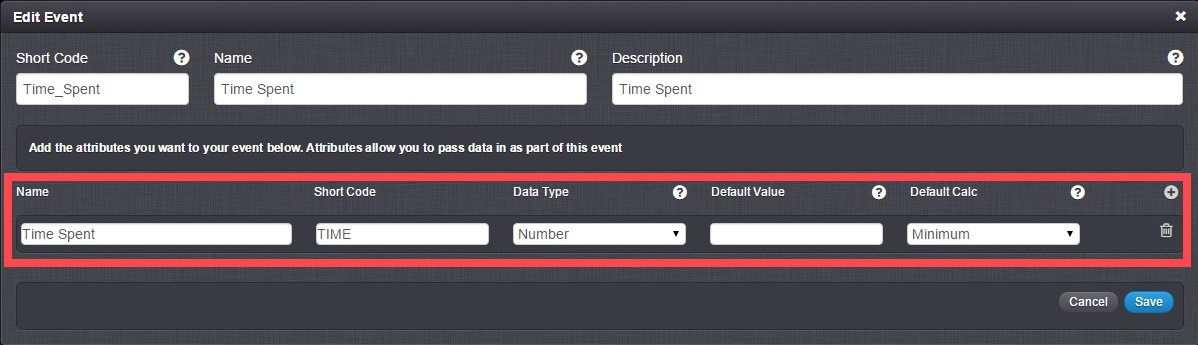 Edit Event
Short Code Name Description
Time_Spent Time Spent Time Spent
Add the attributes you want to your event below. Attributes allow you to pass data in as part of this event
Name Short Code Data Type Default Value Default Calc
Time Spent TIME Number Minimum
Cancel Save